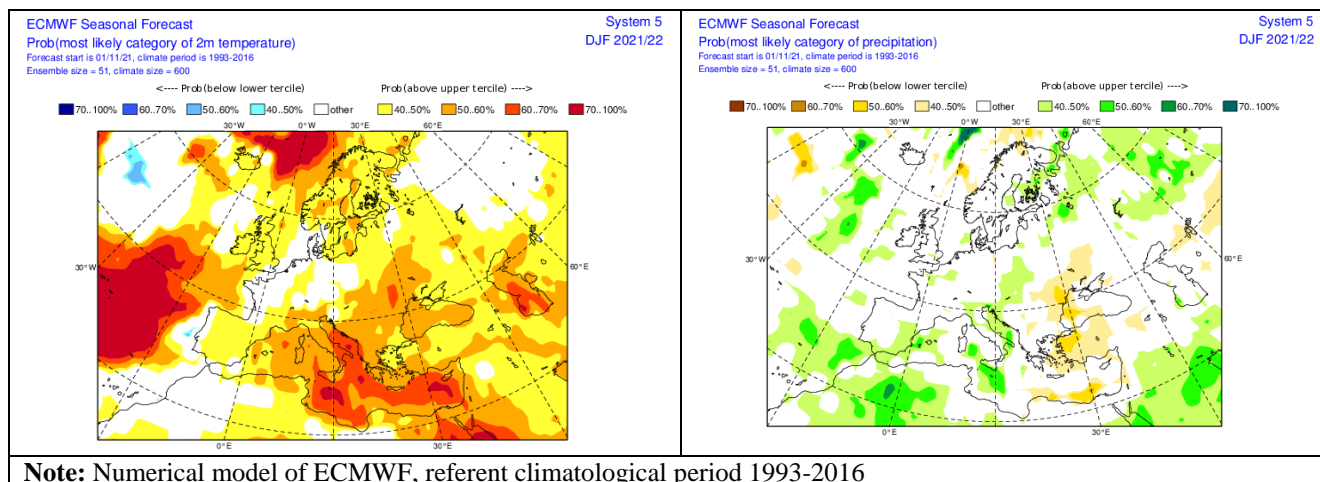 ECMWF Seasonal Forecast System 5
Prob(most likely category of 2m temperature) DJF 2021/22
Forecast start is 01/11/21, climate period is 1993-2016
Ensemble size = 51, climate size = 600
<---- Prob(below lower tercile) Prob(above upper tercile) ---->
70..100% 60..70% 50..60% 40..50% other 40..50% 50..60% 60..70% 70..100%
30°W 0°W 30°E 60°E
30°W
60°E
0°E 30°E
ECMWF Seasonal Forecast System 5
Prob(most likely category of precipitation) DJF 2021/22
Forecast start is 01/11/21, climate period is 1993-2016
Ensemble size = 51, climate size = 600
<---- Prob(below lower tercile) Prob(above upper tercile) ---->
70..100% 60..70% 50..60% 40..50% other 40..50% 50..60% 60..70% 70..100%
30°W 0°W 30°E 60°E
30°W
60°E
0°E 30°E
Note: Numerical model of ECMWF, referent climatological period 1993-2016